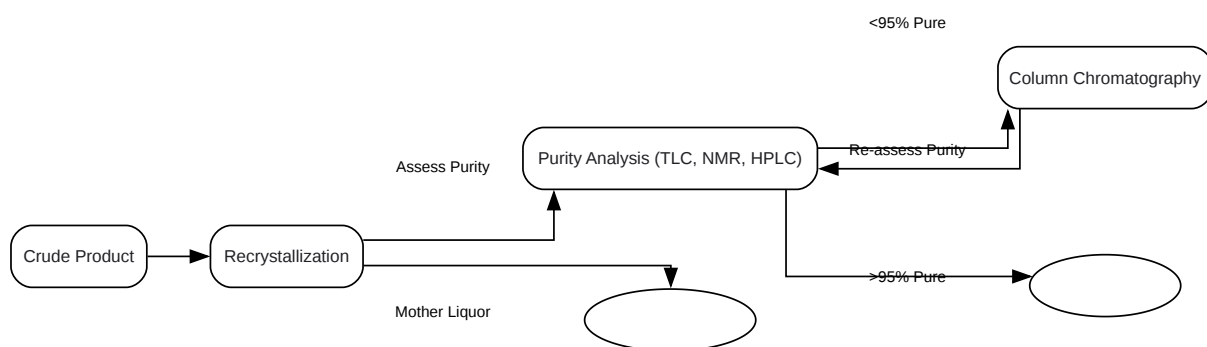 <95% Pure
Column Chromatography
Purity Analysis (TLC, NMR, HPLC)
Re-assess Purity
Assess Purity
Crude Product
Recrystallization
>95% Pure
Mother Liquor